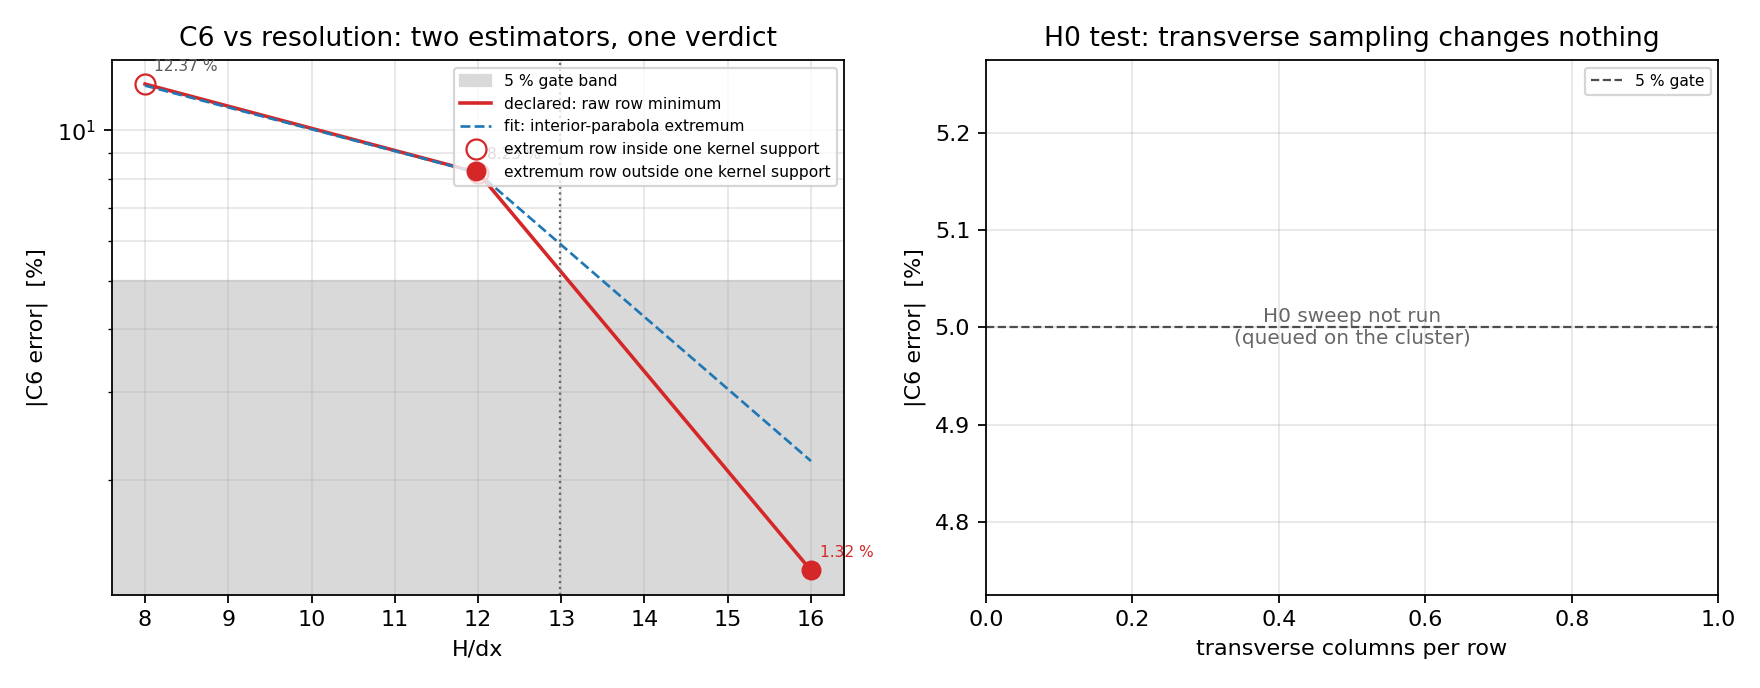 C6 vs resolution: two estimators, one verdict
12.37 %
5 % gate band
declared: raw row minimum
fit: interior-parabola extremum
extremum row inside one kernel support
extremum row outside one kernel support
10¹
|C6 error| [%]
1.32 %
8 9 10 11 12 13 14 15 16
H/dx
H0 test: transverse sampling changes nothing
5 % gate
5.2
5.1
5.0
4.9
4.8
|C6 error| [%]
H0 sweep not run
(queued on the cluster)
0.0 0.2 0.4 0.6 0.8 1.0
transverse columns per row